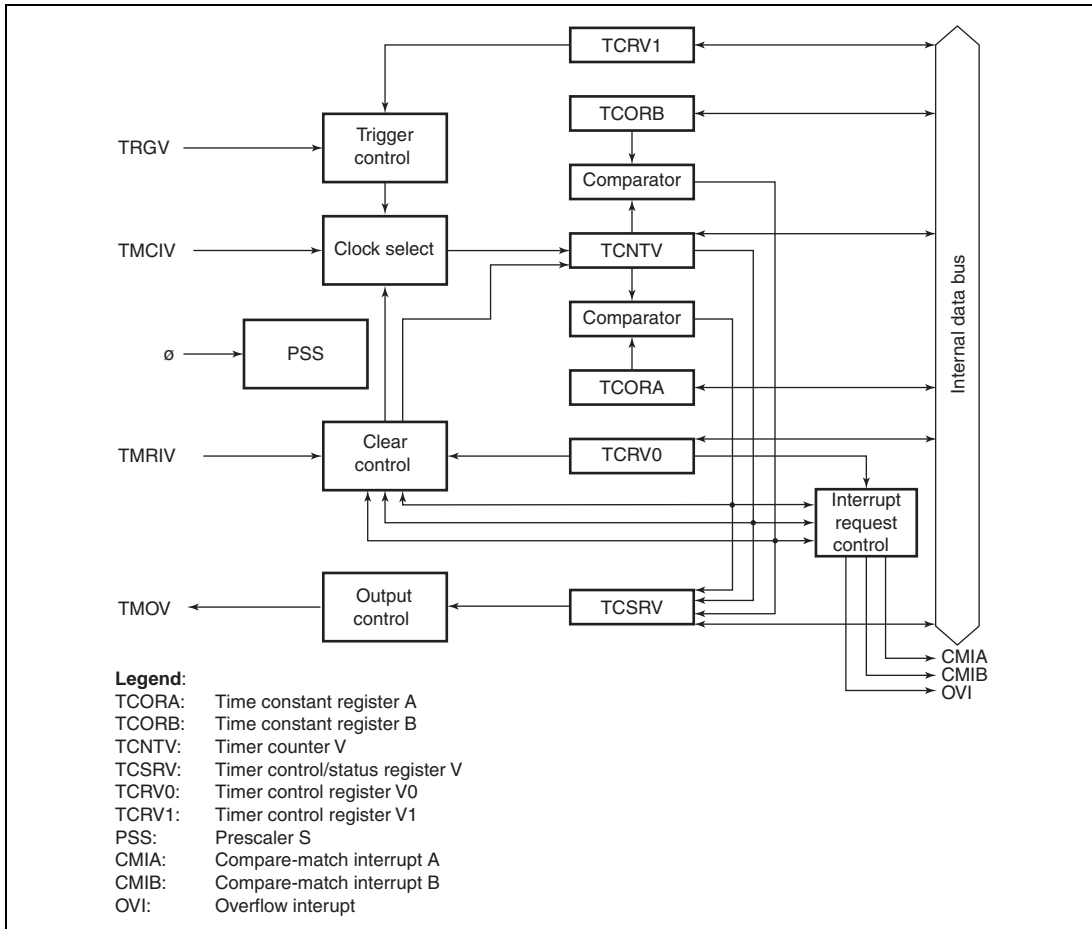 TCRV1
TCORB
TRGV
Trigger
control
Comparator
TMCIV
Clock select
TCNTV
Internal data bus
Comparator
ø
PSS
TCORA
TMRIV
Clear
control
TCRV0
Interrupt
request
control
TMOV
Output
control
TCSRV
CMIA
CMIB
OVI
Legend:
TCORA: Time constant register A
TCORB: Time constant register B
TCNTV: Timer counter V
TCSRV: Timer control/status register V
TCRV0: Timer control register V0
TCRV1: Timer control register V1
PSS: Prescaler S
CMIA: Compare-match interrupt A
CMIB: Compare-match interrupt B
OVI: Overflow interupt